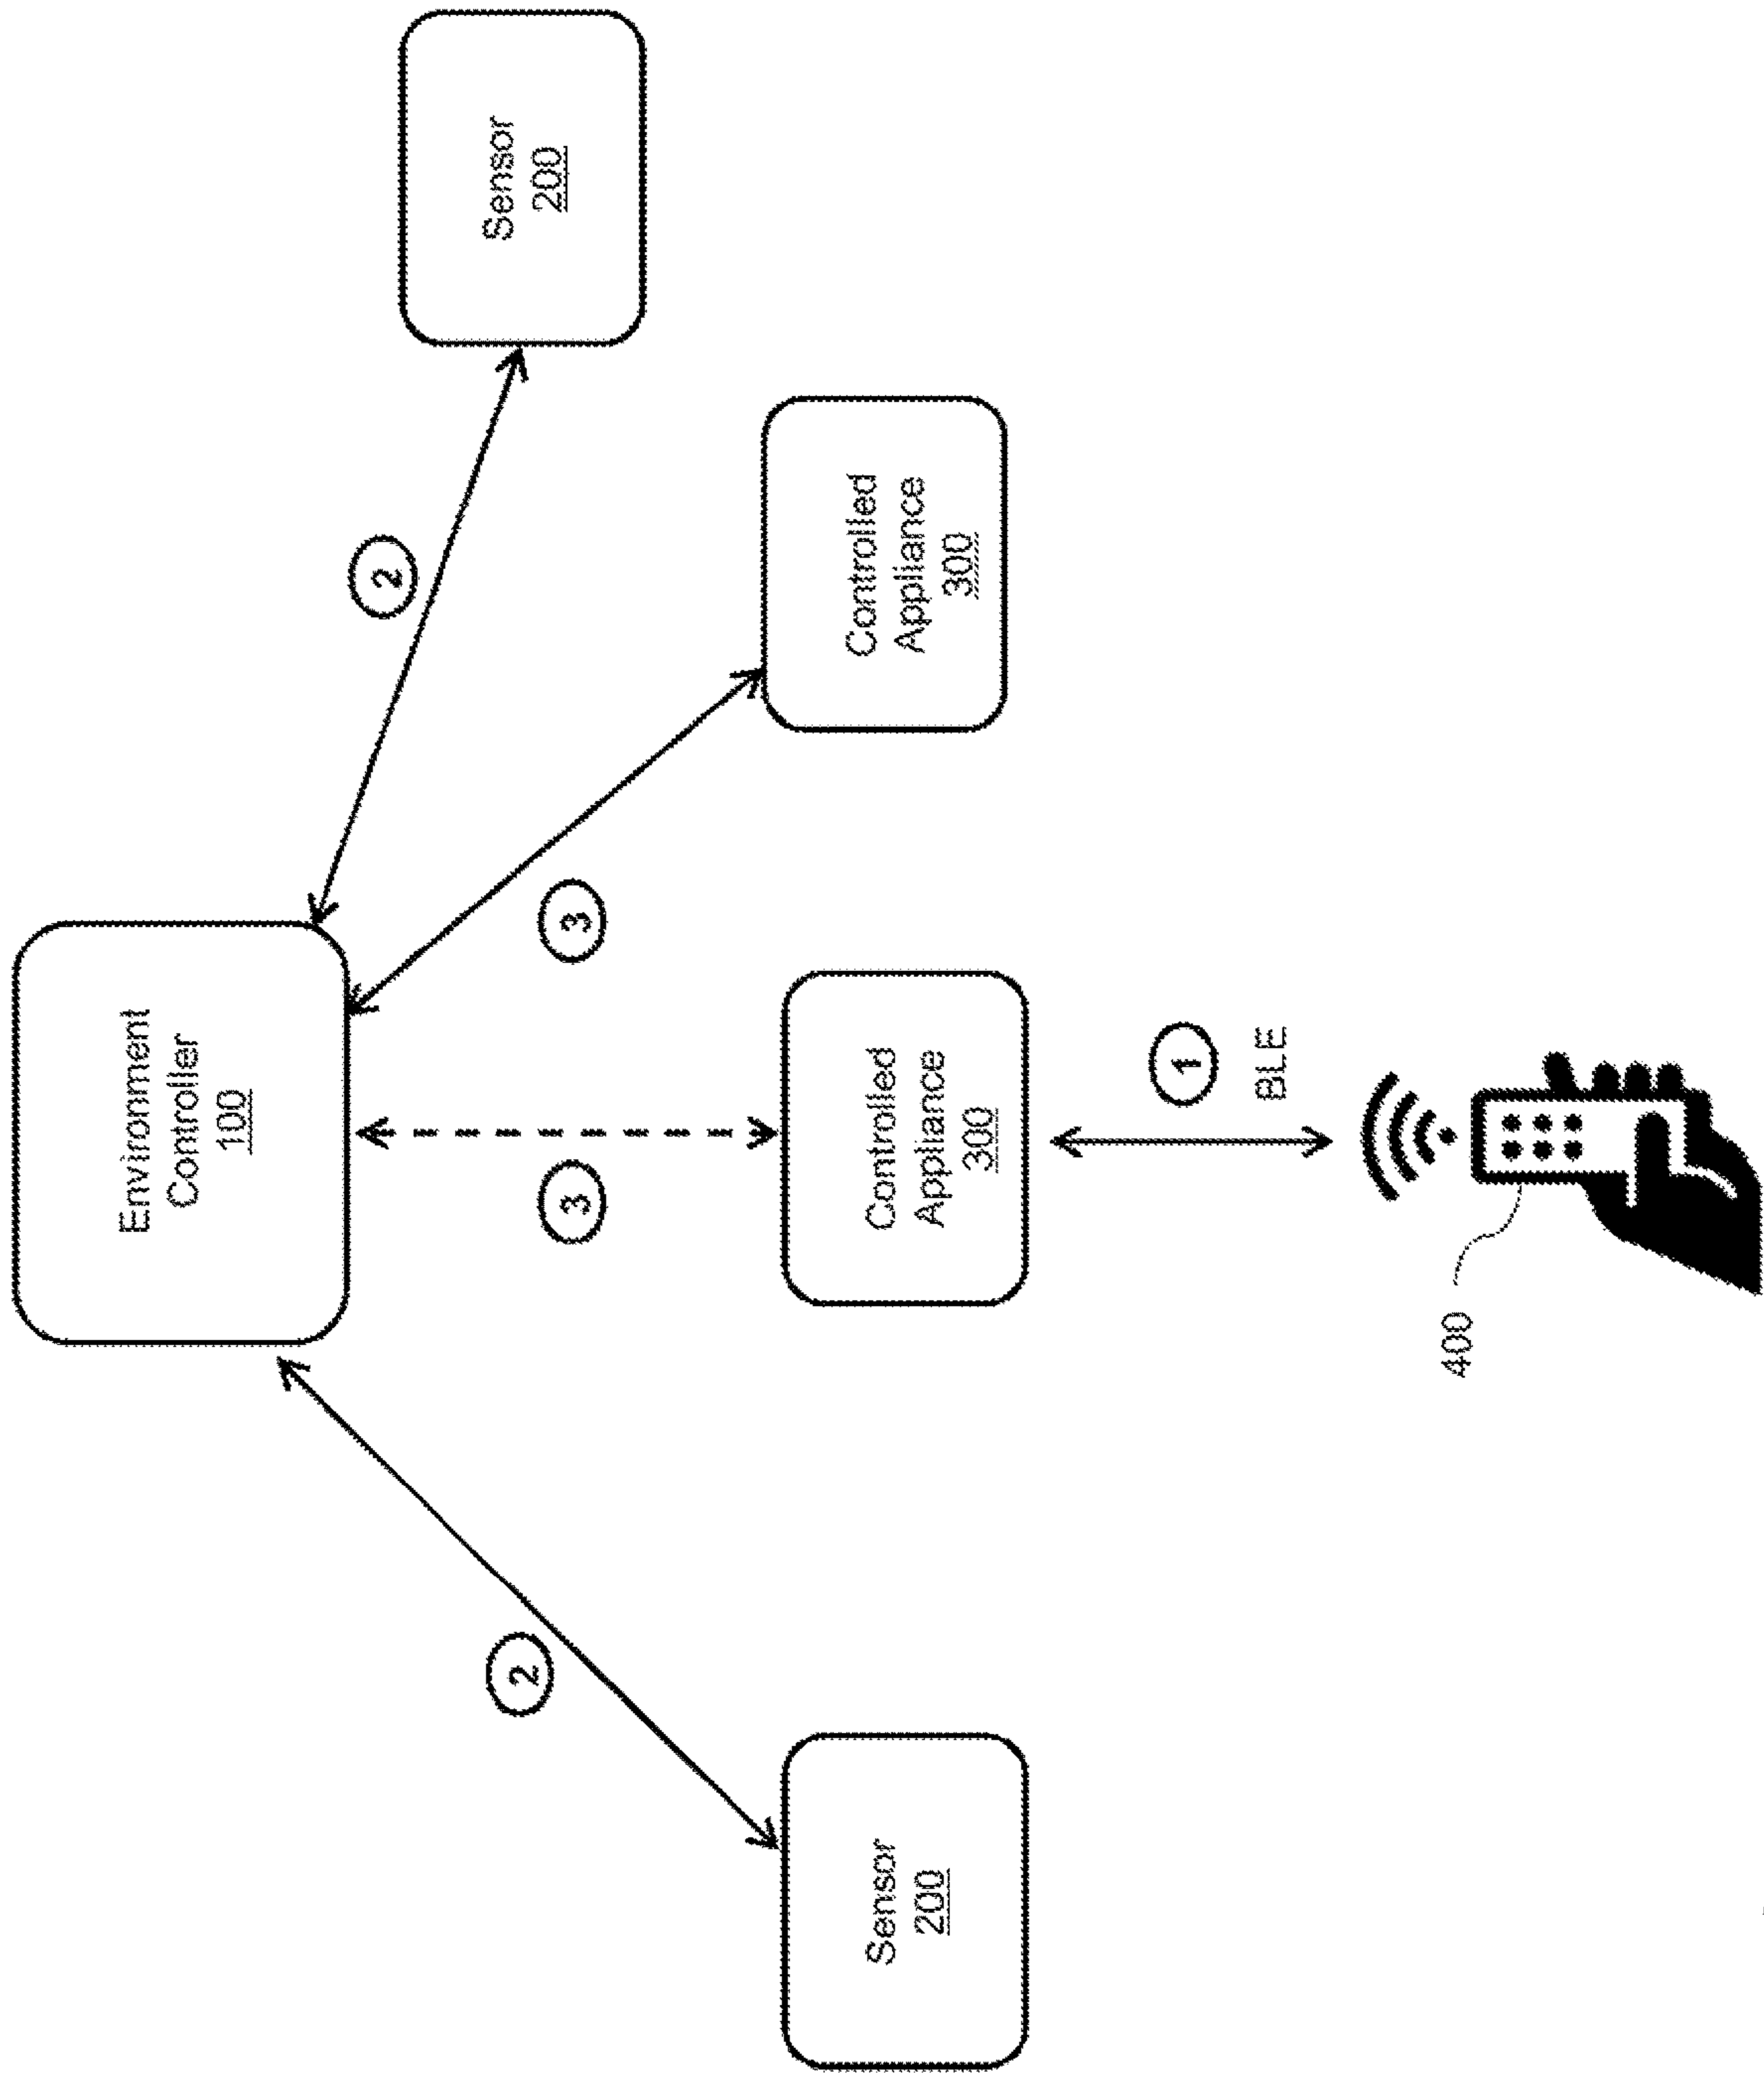 Environment
Controller
100
2
Sensor
200
2
Sensor
200
3
Controlled
Appliance
300
3
Controlled
Appliance
300
1
BLE
400